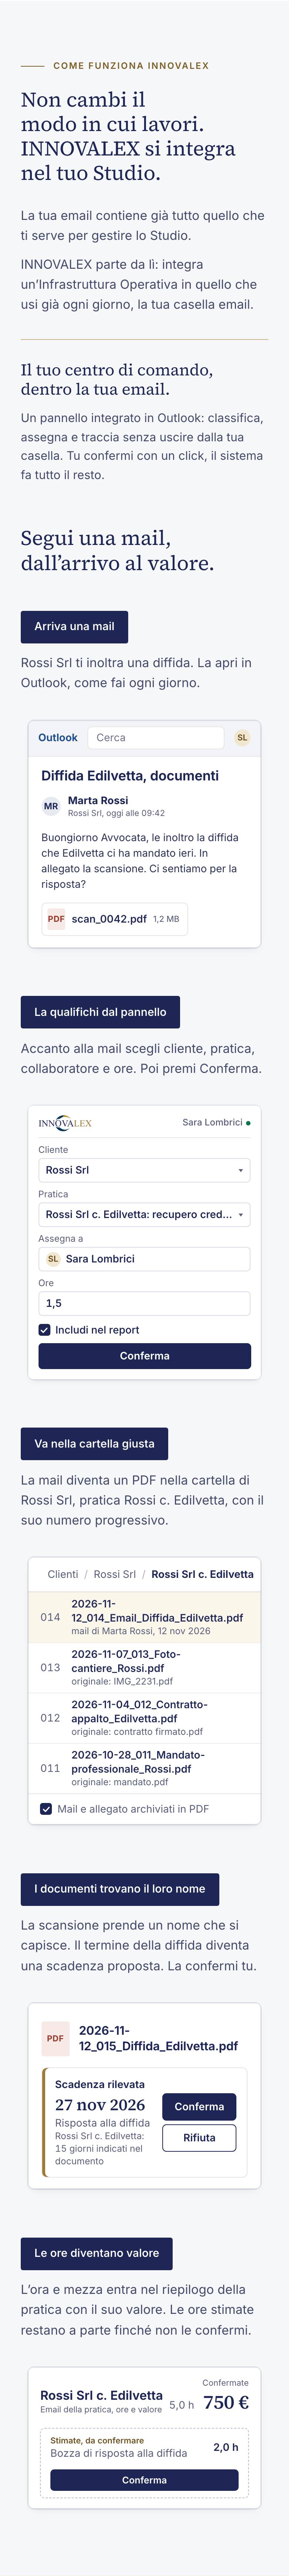 COME FUNZIONA INNOVALEX
Non cambi il
modo in cui lavori.
INNOVALEX si integra
nel tuo Studio.
La tua email contiene già tutto quello che
ti serve per gestire lo Studio.
INNOVALEX parte da lì: integra
un’Infrastruttura Operativa in quello che
usi già ogni giorno, la tua casella email.
Il tuo centro di comando,
dentro la tua email.
Un pannello integrato in Outlook: classifica,
assegna e traccia senza uscire dalla tua
casella. Tu confermi con un click, il sistema
fa tutto il resto.
Segui una mail,
dall’arrivo al valore.
Arriva una mail
Rossi Srl ti inoltra una diffida. La apri in
Outlook, come fai ogni giorno.
Outlook Cerca SL
Diffida Edilvetta, documenti
MR Marta Rossi
Rossi Srl, oggi alle 09:42
Buongiorno Avvocata, le inoltro la diffida
che Edilvetta ci ha mandato ieri. In
allegato la scansione. Ci sentiamo per la
risposta?
PDF scan_0042.pdf 1,2 MB
La qualifichi dal pannello
Accanto alla mail scegli cliente, pratica,
collaboratore e ore. Poi premi Conferma.
INNOVALEX Sara Lombrici
Cliente
Rossi Srl
Pratica
Rossi Srl c. Edilvetta: recupero cred...
Assegna a
SL Sara Lombrici
Ore
1,5
Includi nel report
Conferma
Va nella cartella giusta
La mail diventa un PDF nella cartella di
Rossi Srl, pratica Rossi c. Edilvetta, con il
suo numero progressivo.
Clienti / Rossi Srl / Rossi Srl c. Edilvetta
014 2026-11-
12_014_Email_Diffida_Edilvetta.pdf
mail di Marta Rossi, 12 nov 2026
013 2026-11-07_013_Foto-
cantiere_Rossi.pdf
originale: IMG_2231.pdf
012 2026-11-04_012_Contratto-
appalto_Edilvetta.pdf
originale: contratto firmato.pdf
011 2026-10-28_011_Mandato-
professionale_Rossi.pdf
originale: mandato.pdf
Mail e allegato archiviati in PDF
I documenti trovano il loro nome
La scansione prende un nome che si
capisce. Il termine della diffida diventa
una scadenza proposta. La confermi tu.
PDF 2026-11-
12_015_Diffida_Edilvetta.pdf
Scadenza rilevata
27 nov 2026
Risposta alla diffida
Rossi Srl c. Edilvetta:
15 giorni indicati nel
documento
Conferma
Rifiuta
Le ore diventano valore
L’ora e mezza entra nel riepilogo della
pratica con il suo valore. Le ore stimate
restano a parte finché non le confermi.
Confermate
Rossi Srl c. Edilvetta 5,0 h 750 €
Email della pratica, ore e valore
Stimate, da confermare
Bozza di risposta alla diffida 2,0 h
Conferma